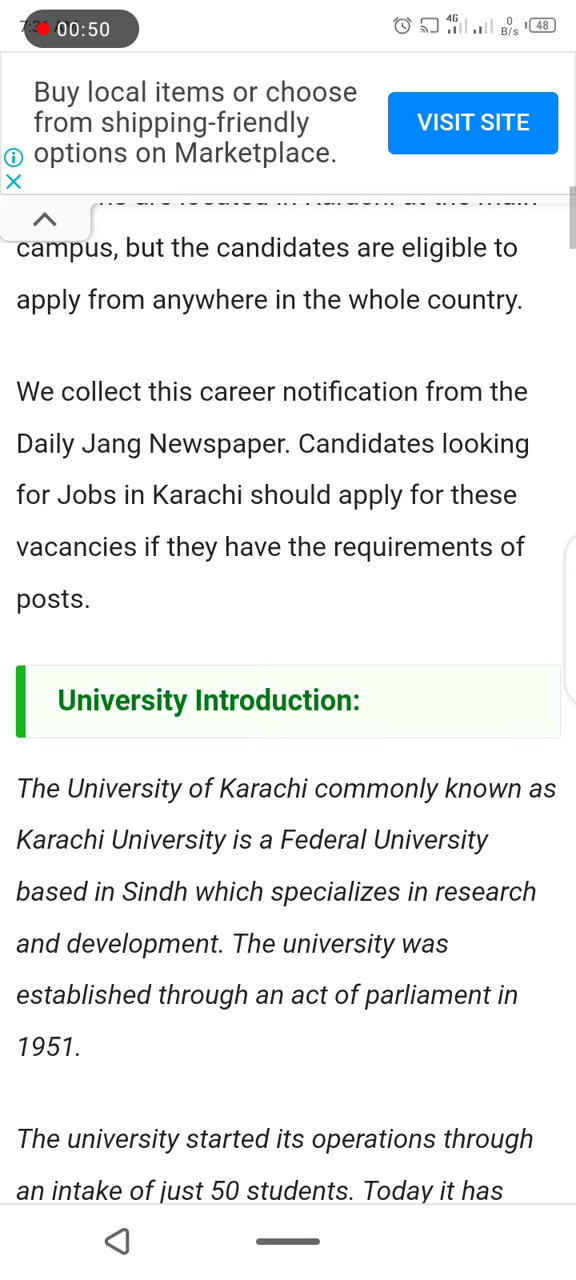 00:50
4G
0
B/s
48
Buy local items or choose
from shipping-friendly
options on Marketplace.
VISIT SITE
campus, but the candidates are eligible to
apply from anywhere in the whole country.
We collect this career notification from the
Daily Jang Newspaper. Candidates looking
for Jobs in Karachi should apply for these
vacancies if they have the requirements of
posts.
University Introduction:
The University of Karachi commonly known as
Karachi University is a Federal University
based in Sindh which specializes in research
and development. The university was
established through an act of parliament in
1951.
The university started its operations through
an intake of just 50 students. Today it has